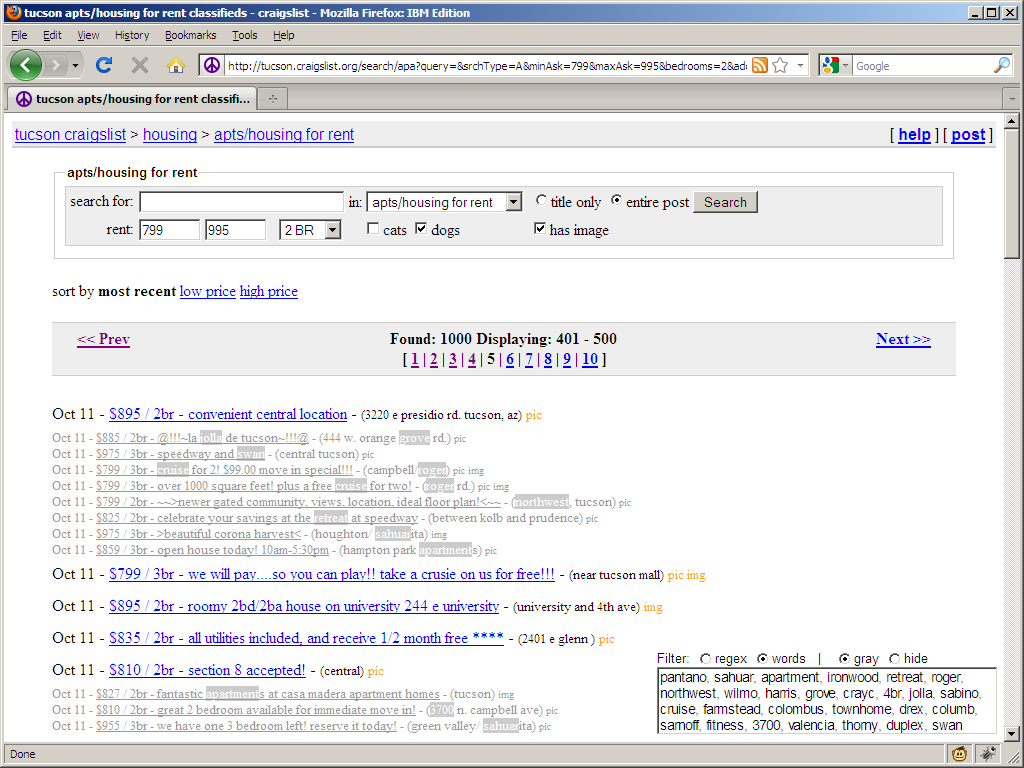 tucson apts/housing for rent classifieds - craigslist - Mozilla Firefox: IBM Edition
File Edit View History Bookmarks Tools Help
http://tucson.craigslist.org/search/apa?query=&srchType=A&minAsk=799&maxAsk=995&bedrooms=2&ad Google
tucson apts/housing for rent classifi...
tucson craigslist > housing > apts/housing for rent [ help ] [ post ]
apts/housing for rent
search for: in: apts/housing for rent title only entire post Search
rent: 799 995 2 BR cats dogs has image
sort by most recent low price high price
<< Prev Found: 1000 Displaying: 401 - 500 Next >>
[ 1 | 2 | 3 | 4 | 5 | 6 | 7 | 8 | 9 | 10 ]
Oct 11 - $895 / 2br - convenient central location - (3220 e presidio rd. tucson, az) pic
Oct 11 - $885 / 2br - @!!!~la jolla de tucson~!!!@ - (444 w. orange grove rd.) pic
Oct 11 - $975 / 3br - speedway and swan - (central tucson) pic
Oct 11 - $799 / 3br - cruise for 2! $99.00 move in special!!! - (campbell/roger) pic img
Oct 11 - $799 / 3br - over 1000 square feet! plus a free cruise for two! - (roger rd.) pic img
Oct 11 - $799 / 2br - ~~>newer gated community, views, location, ideal floor plan!<~~ - (northwest, tucson) pic
Oct 11 - $825 / 2br - celebrate your savings at the retreat at speedway - (between kolb and prudence) pic
Oct 11 - $975 / 3br - >beautiful corona harvest< - (houghton/ sahuarita) img
Oct 11 - $859 / 3br - open house today! 10am-5:30pm - (hampton park apartments) pic
Oct 11 - $799 / 3br - we will pay....so you can play!! take a crusie on us for free!!! - (near tucson mall) pic img
Oct 11 - $895 / 2br - roomy 2bd/2ba house on university 244 e university - (university and 4th ave) img
Oct 11 - $835 / 2br - all utilities included, and receive 1/2 month free **** - (2401 e glenn ) pic
Oct 11 - $810 / 2br - section 8 accepted! - (central) pic
Oct 11 - $827 / 2br - fantastic apartments at casa madera apartment homes - (tucson) img
Oct 11 - $810 / 2br - great 2 bedroom available for immediate move in! - (3700 n. campbell ave) pic
Oct 11 - $955 / 3br - we have one 3 bedroom left! reserve it today! - (green valley/ sahuarita) pic
Filter: regex words | gray hide
pantano, sahuar, apartment, ironwood, retreat, roger,
northwest, wilmo, harris, grove, crayc, 4br, jolla, sabino,
cruise, farmstead, colombus, townhome, drex, columb,
sarnoff, fitness, 3700, valencia, thorny, duplex, swan
Done